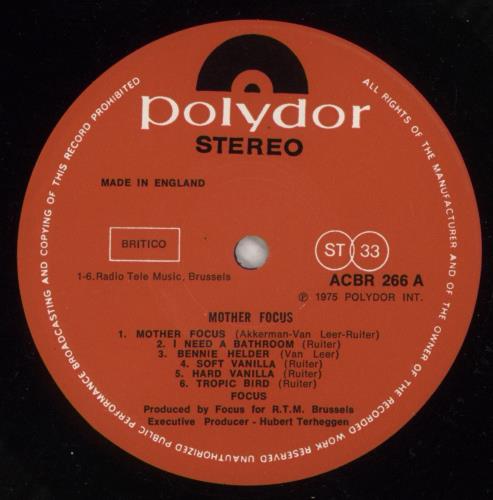 polydor
STEREO
MADE IN ENGLAND
BRITICO
ST 33
1-6. Radio Tele Music, Brussels
ACBR 266 A
℗ 1975 POLYDOR INT.
MOTHER FOCUS
1. MOTHER FOCUS (Akkerman-Van Leer-Ruiter)
2. I NEED A BATHROOM (Ruiter)
3. BENNIE HELDER (Van Leer)
4. SOFT VANILLA (Ruiter)
5. HARD VANILLA (Ruiter)
6. TROPIC BIRD (Ruiter)
FOCUS
Produced by Focus for R.T.M. Brussels
Executive Producer - Hubert Terheggen
ALL RIGHTS OF THE MANUFACTURER AND OF THE OWNER OF THE RECORDED WORK RESERVED UNAUTHORIZED PUBLIC PERFORMANCE BROADCASTING AND COPYING OF THIS RECORD PROHIBITED